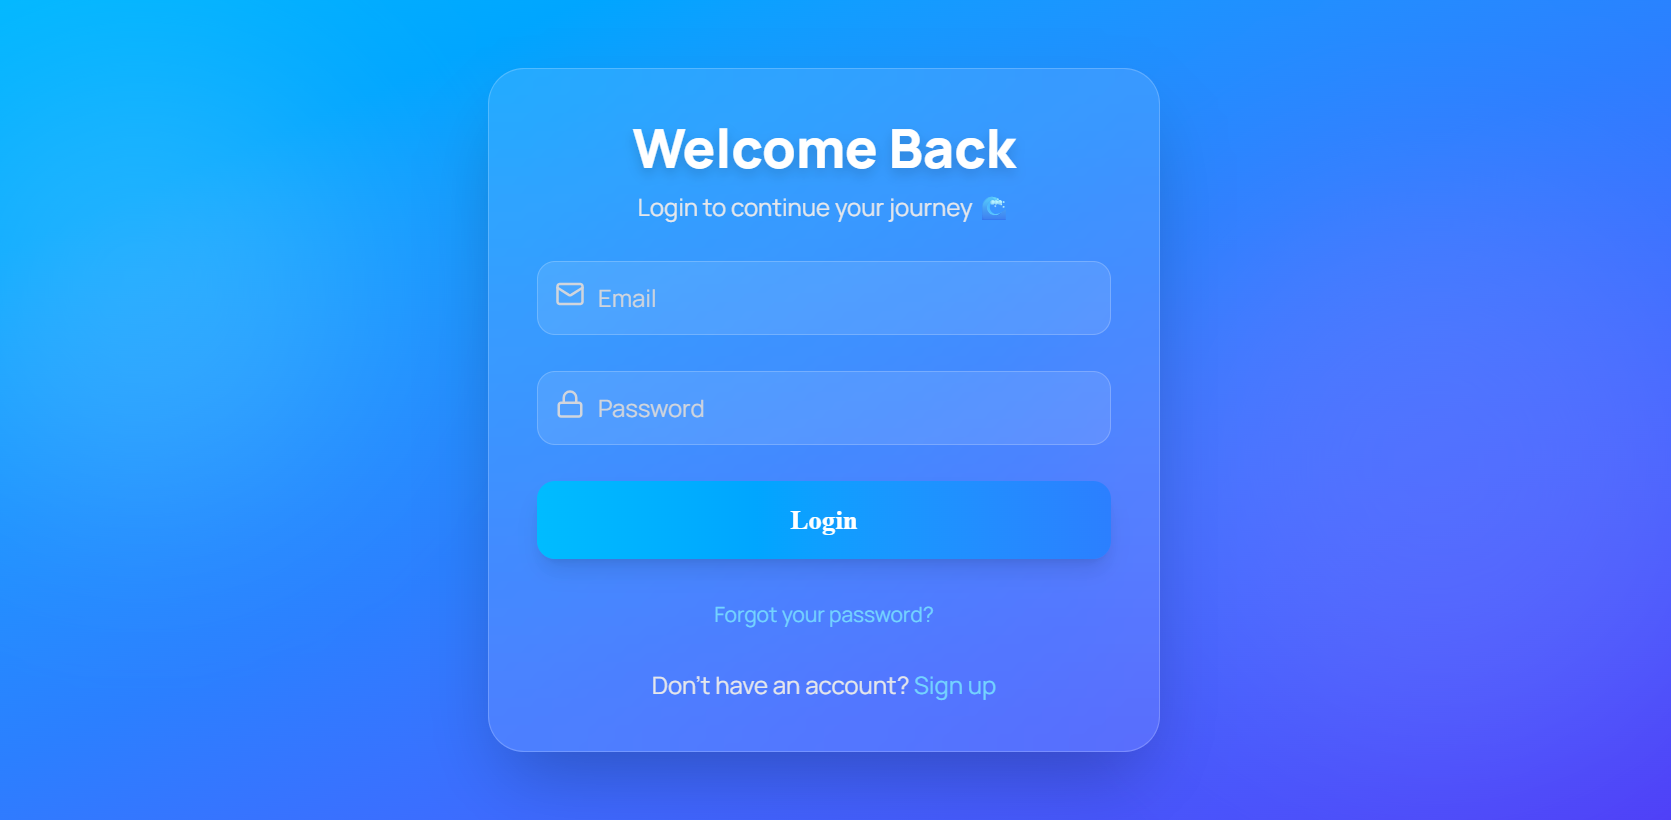 Welcome Back
Login to continue your journey 🌊
Email
Password
Login
Forgot your password?
Don't have an account? Sign up